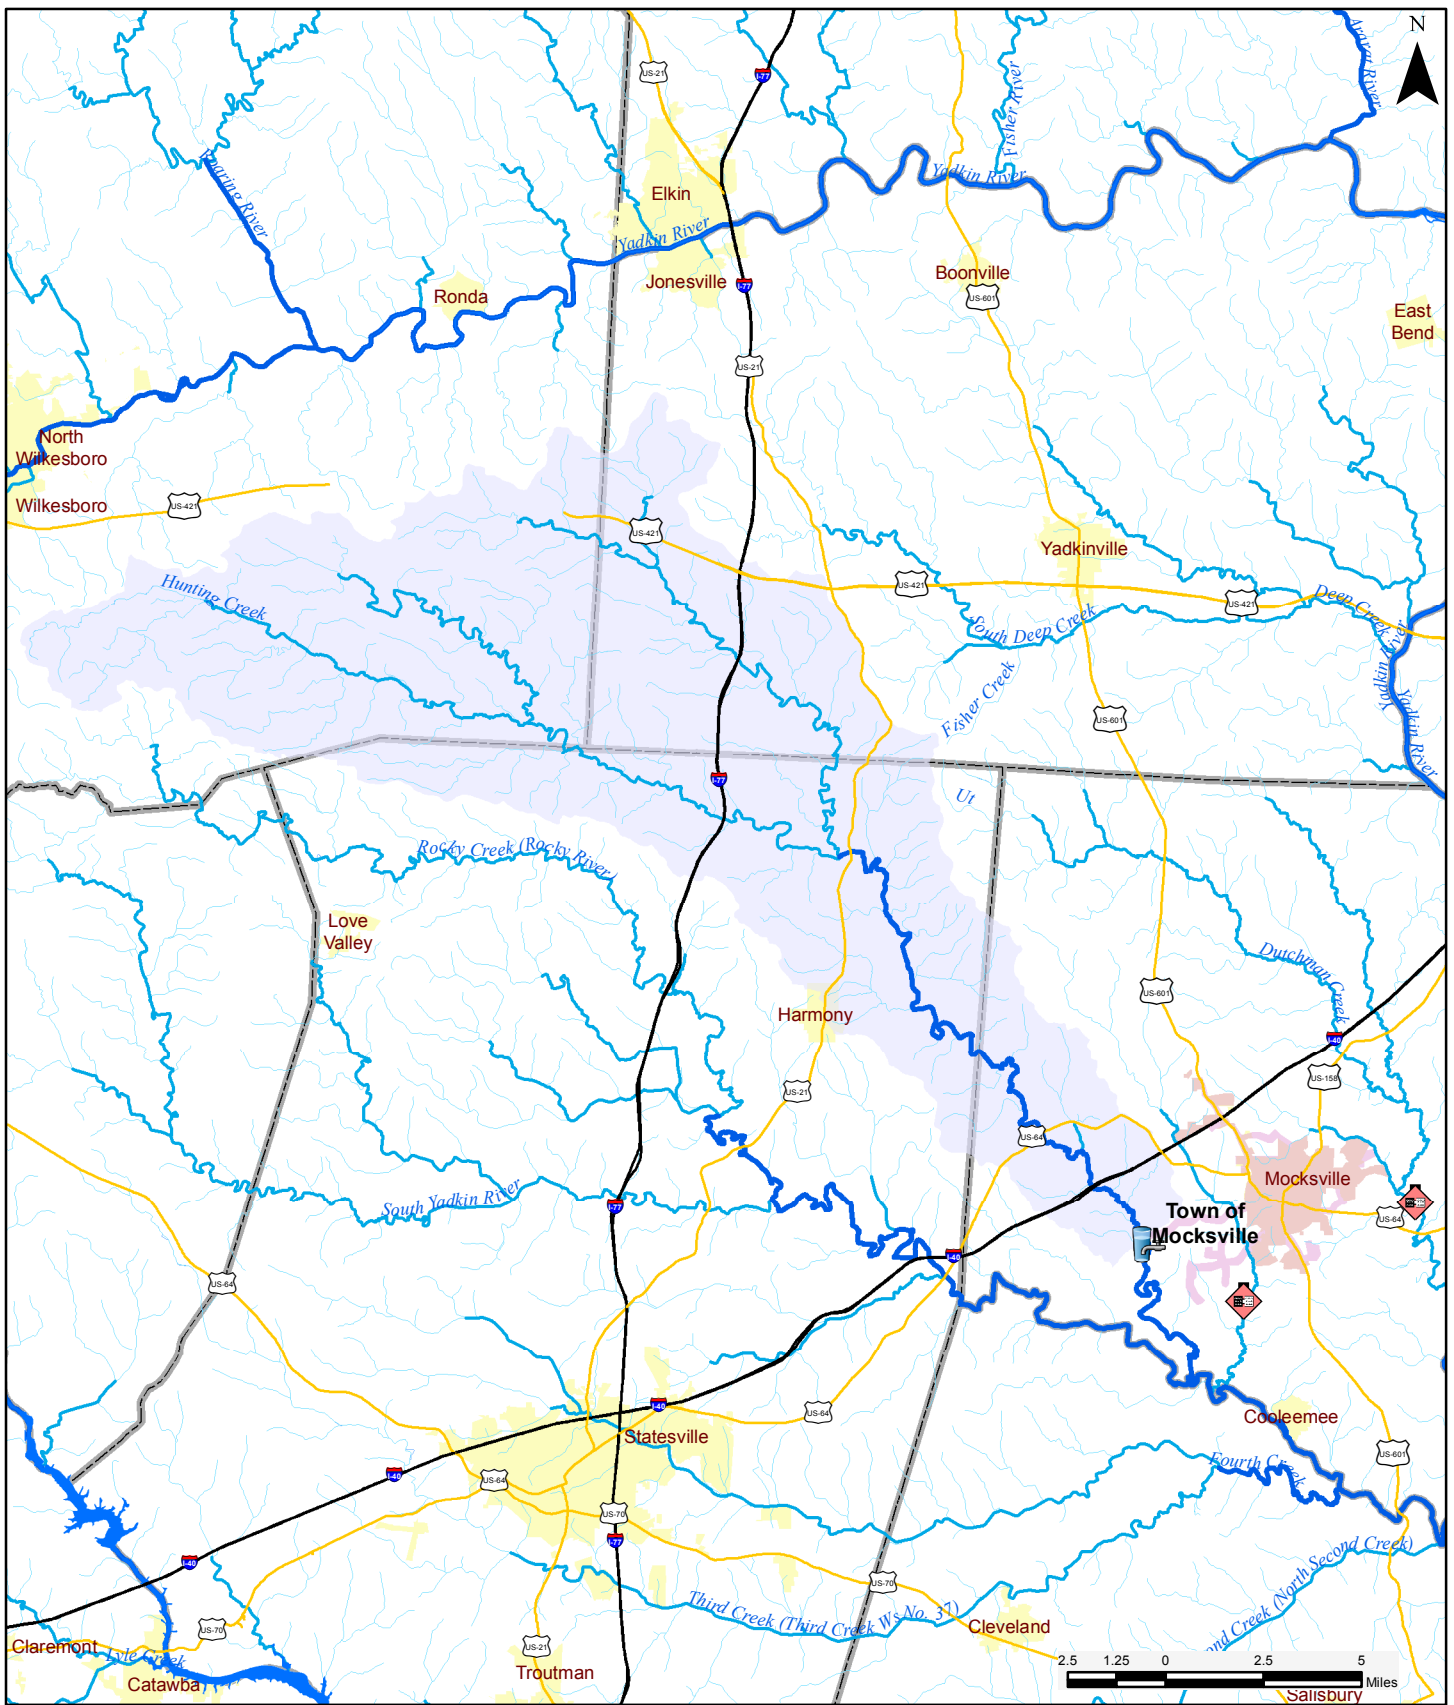 N
US-21
I-77
Fisher River
Ararat River
Roaring River
Yadkin River
Elkin
Yadkin River
Boonville
Jonesville
I-77
Ronda
US-601
East
Bend
US-21
North
Wilkesboro
Wilkesboro
US-421
US-421
Yadkinville
US-421
Hunting Creek
US-421
Deep Creek
South Deep Creek
Yadkin River
Fisher Creek
US-601
Yadkin River
I-77
Ut
Rocky Creek (Rocky River)
Love
Valley
Dutchman Creek
US-601
Harmony
I-40
US-158
US-21
US-64
Mocksville
South Yadkin River
I-77
Town of
Mocksville
US-64
I-40
US-64
I-40
US-64
Cooleemee
Statesville
US-601
Fourth Creek
I-40
US-64
US-70
I-77
I-40
US-70
Third Creek (Third Creek Ws No. 37)
ond Creek (North Second Creek)
US-70
Cleveland
Claremont
Lyle Creek
US-21
Troutman
Catawba
2.5 1.25 0 2.5 5
Miles
Salisbury